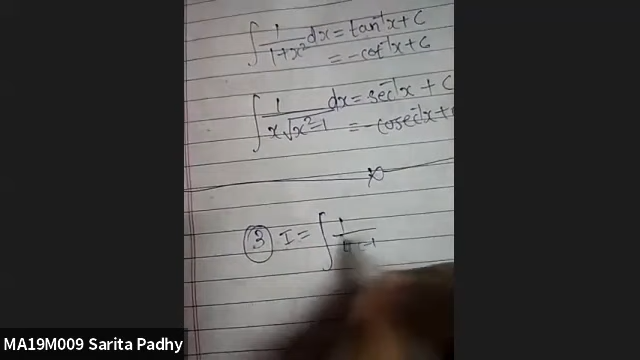 ∫ 1/(1+x²) dx = tan⁻¹x + C
= -cot⁻¹x + C
∫ 1/(x√(x²-1)) dx = sec⁻¹x + C
= -cosec⁻¹x +
③ I = ∫ 1/
MA19M009 Sarita Padhy